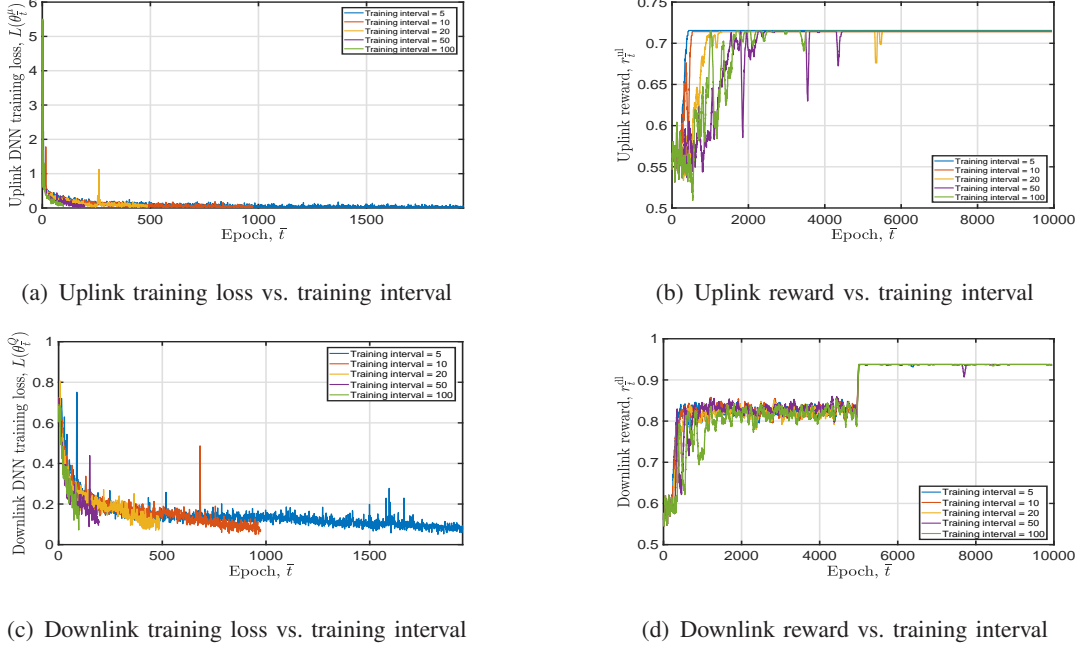 Uplink DNN training loss, L(θ^μ_t̄)
6
5
4
3
2
1
0
0 500 1000 1500
Epoch, t̄
Training interval = 5
Training interval = 10
Training interval = 20
Training interval = 50
Training interval = 100
(a) Uplink training loss vs. training interval
Uplink reward, r^ul_t̄
0.75
0.7
0.65
0.6
0.55
0.5
0 2000 4000 6000 8000 10000
Epoch, t̄
Training interval = 5
Training interval = 10
Training interval = 20
Training interval = 50
Training interval = 100
(b) Uplink reward vs. training interval
Downlink DNN training loss, L(θ^Q_t̄)
1
0.8
0.6
0.4
0.2
0
0 500 1000 1500
Epoch, t̄
Training interval = 5
Training interval = 10
Training interval = 20
Training interval = 50
Training interval = 100
(c) Downlink training loss vs. training interval
Downlink reward, r^dl_t̄
1
0.9
0.8
0.7
0.6
0.5
0 2000 4000 6000 8000 10000
Epoch, t̄
Training interval = 5
Training interval = 10
Training interval = 20
Training interval = 50
Training interval = 100
(d) Downlink reward vs. training interval